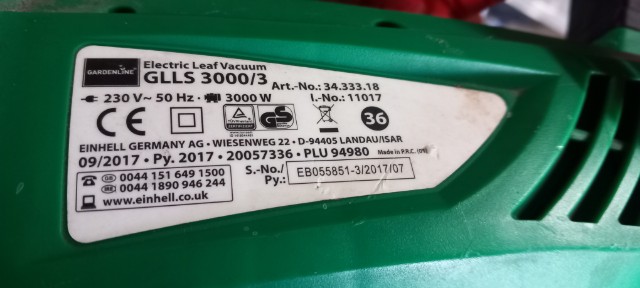 GARDENLINE
Electric Leaf Vacuum
GLLS 3000/3 Art.-No.: 34.333.18
230 V~ 50 Hz · 3000 W I.-No.: 11017
CE GS 36
EINHELL GERMANY AG · WIESENWEG 22 · D-94405 LANDAU/ISAR
09/2017 · Py. 2017 · 20057336 · PLU 94980 Made in P.R.C.
S.-No./
Py.: EB055851-3/2017/07
GB 0044 151 649 1500
0044 1890 946 244
www.einhell.co.uk